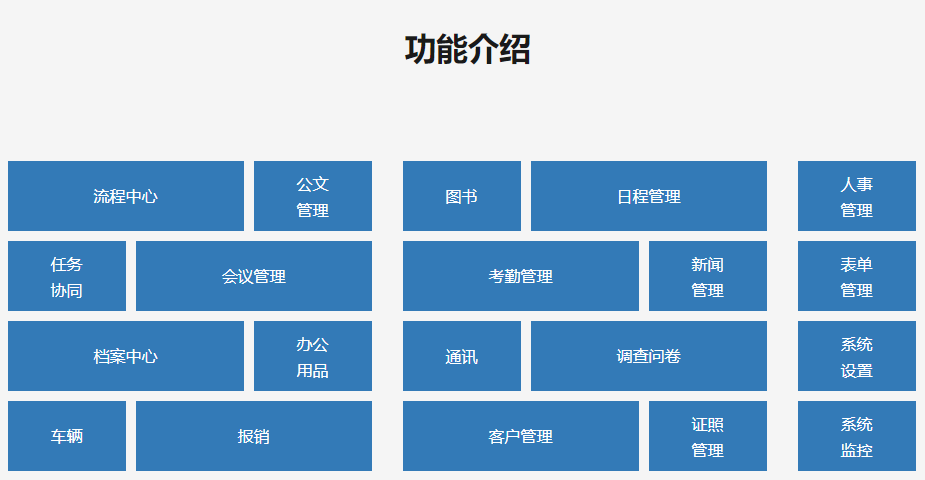 功能介绍
流程中心
公文
管理
图书
日程管理
人事
管理
任务
协同
会议管理
考勤管理
新闻
管理
表单
管理
档案中心
办公
用品
通讯
调查问卷
系统
设置
车辆
报销
客户管理
证照
管理
系统
监控